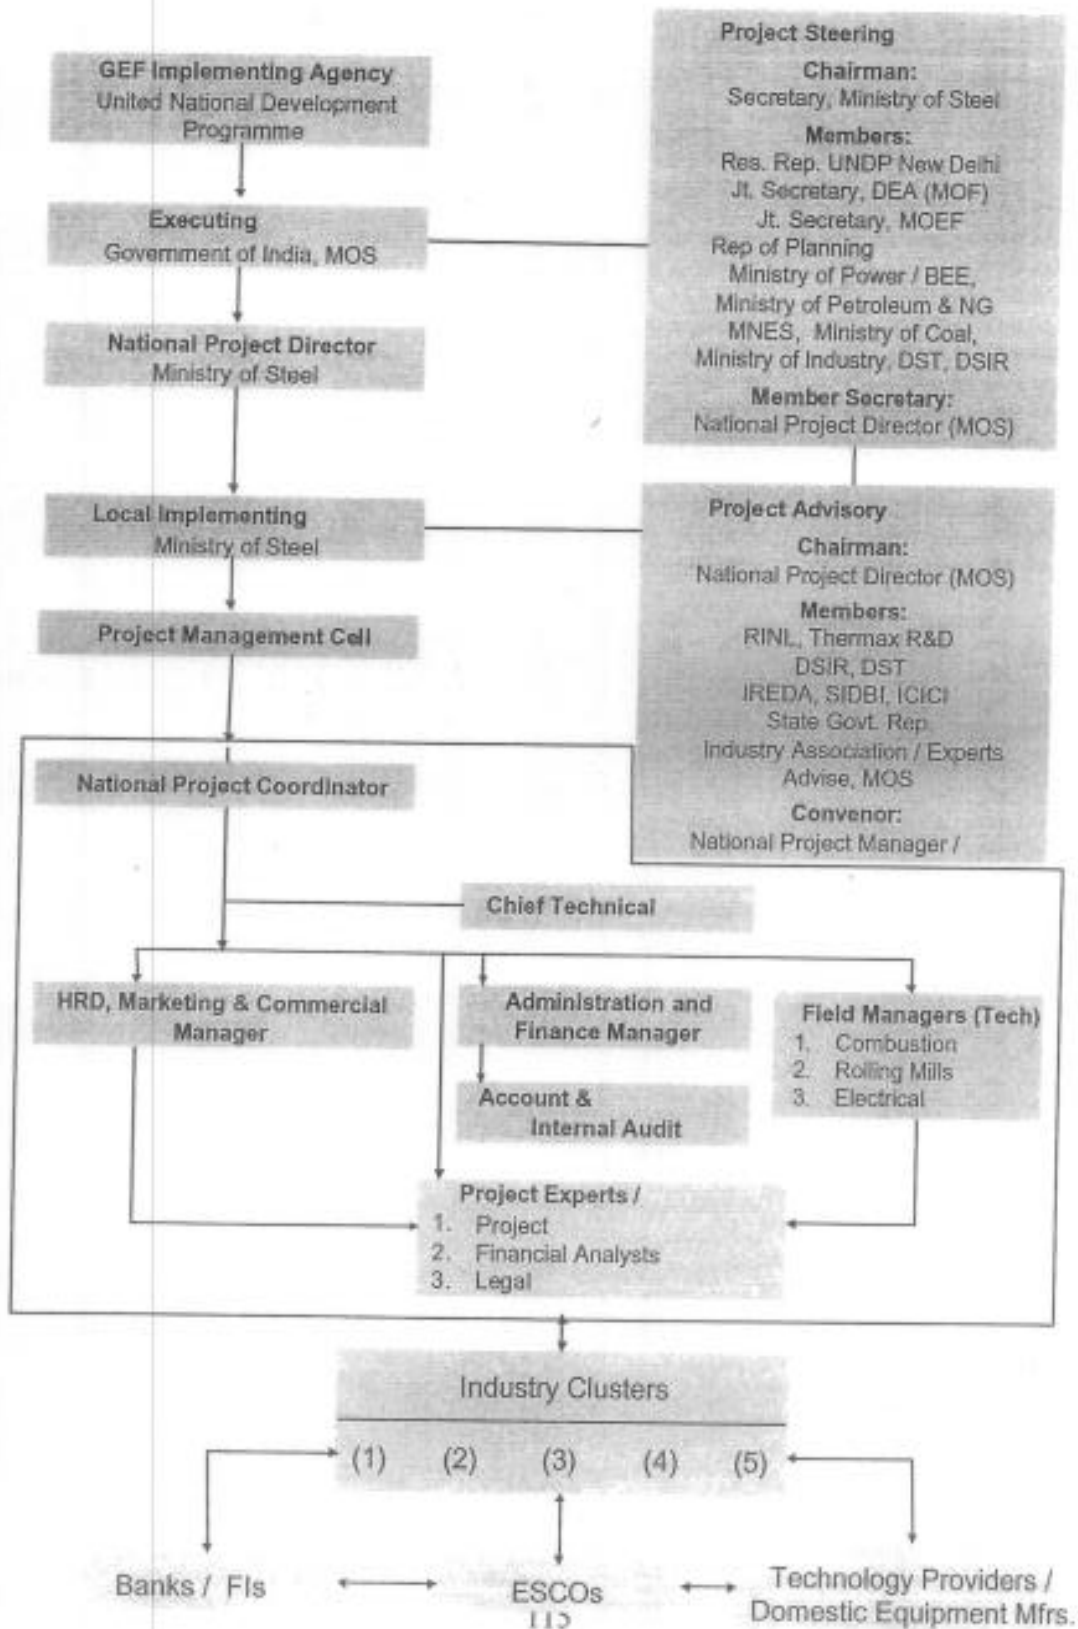 GEF Implementing Agency
United National Development
Programme
Executing
Government of India, MOS
National Project Director
Ministry of Steel
Local Implementing
Ministry of Steel
Project Management Cell
Project Steering
Chairman:
Secretary, Ministry of Steel
Members:
Res. Rep. UNDP New Delhi
Jt. Secretary, DEA (MOF)
Jt. Secretary, MOEF
Rep of Planning
Ministry of Power / BEE,
Ministry of Petroleum & NG
MNES, Ministry of Coal,
Ministry of Industry, DST, DSIR
Member Secretary:
National Project Director (MOS)
Project Advisory
Chairman:
National Project Director (MOS)
Members:
RINL, Thermax R&D
DSIR, DST
IREDA, SIDBI, ICICI
State Govt. Rep
Industry Association / Experts
Advise, MOS
Convenor:
National Project Manager /
National Project Coordinator
Chief Technical
HRD, Marketing & Commercial
Manager
Administration and
Finance Manager
Account &
Internal Audit
Field Managers (Tech)
1. Combustion
2. Rolling Mills
3. Electrical
Project Experts /
1. Project
2. Financial Analysts
3. Legal
Industry Clusters
(1) (2) (3) (4) (5)
Banks / FIs
ESCOs
Technology Providers /
Domestic Equipment Mfrs.